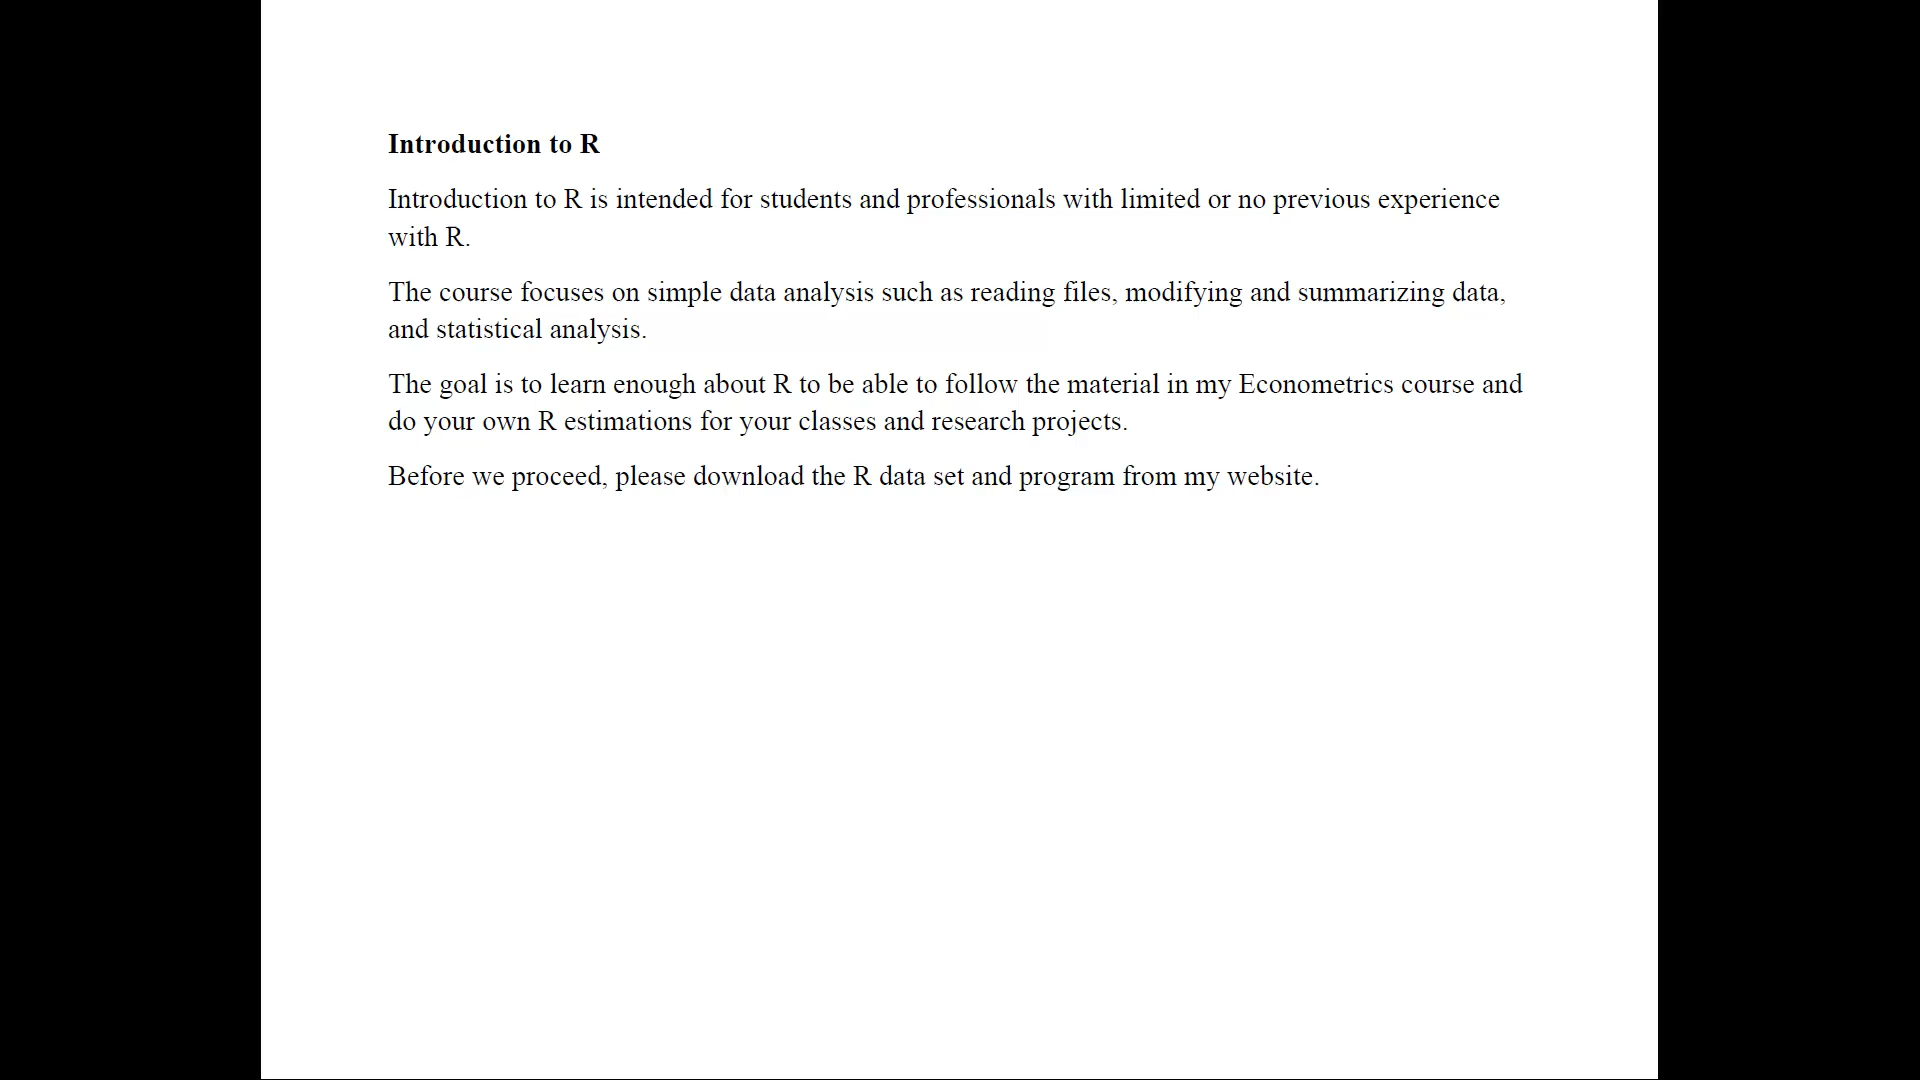 Introduction to R
Introduction to R is intended for students and professionals with limited or no previous experience
with R.
The course focuses on simple data analysis such as reading files, modifying and summarizing data,
and statistical analysis.
The goal is to learn enough about R to be able to follow the material in my Econometrics course and
do your own R estimations for your classes and research projects.
Before we proceed, please download the R data set and program from my website.